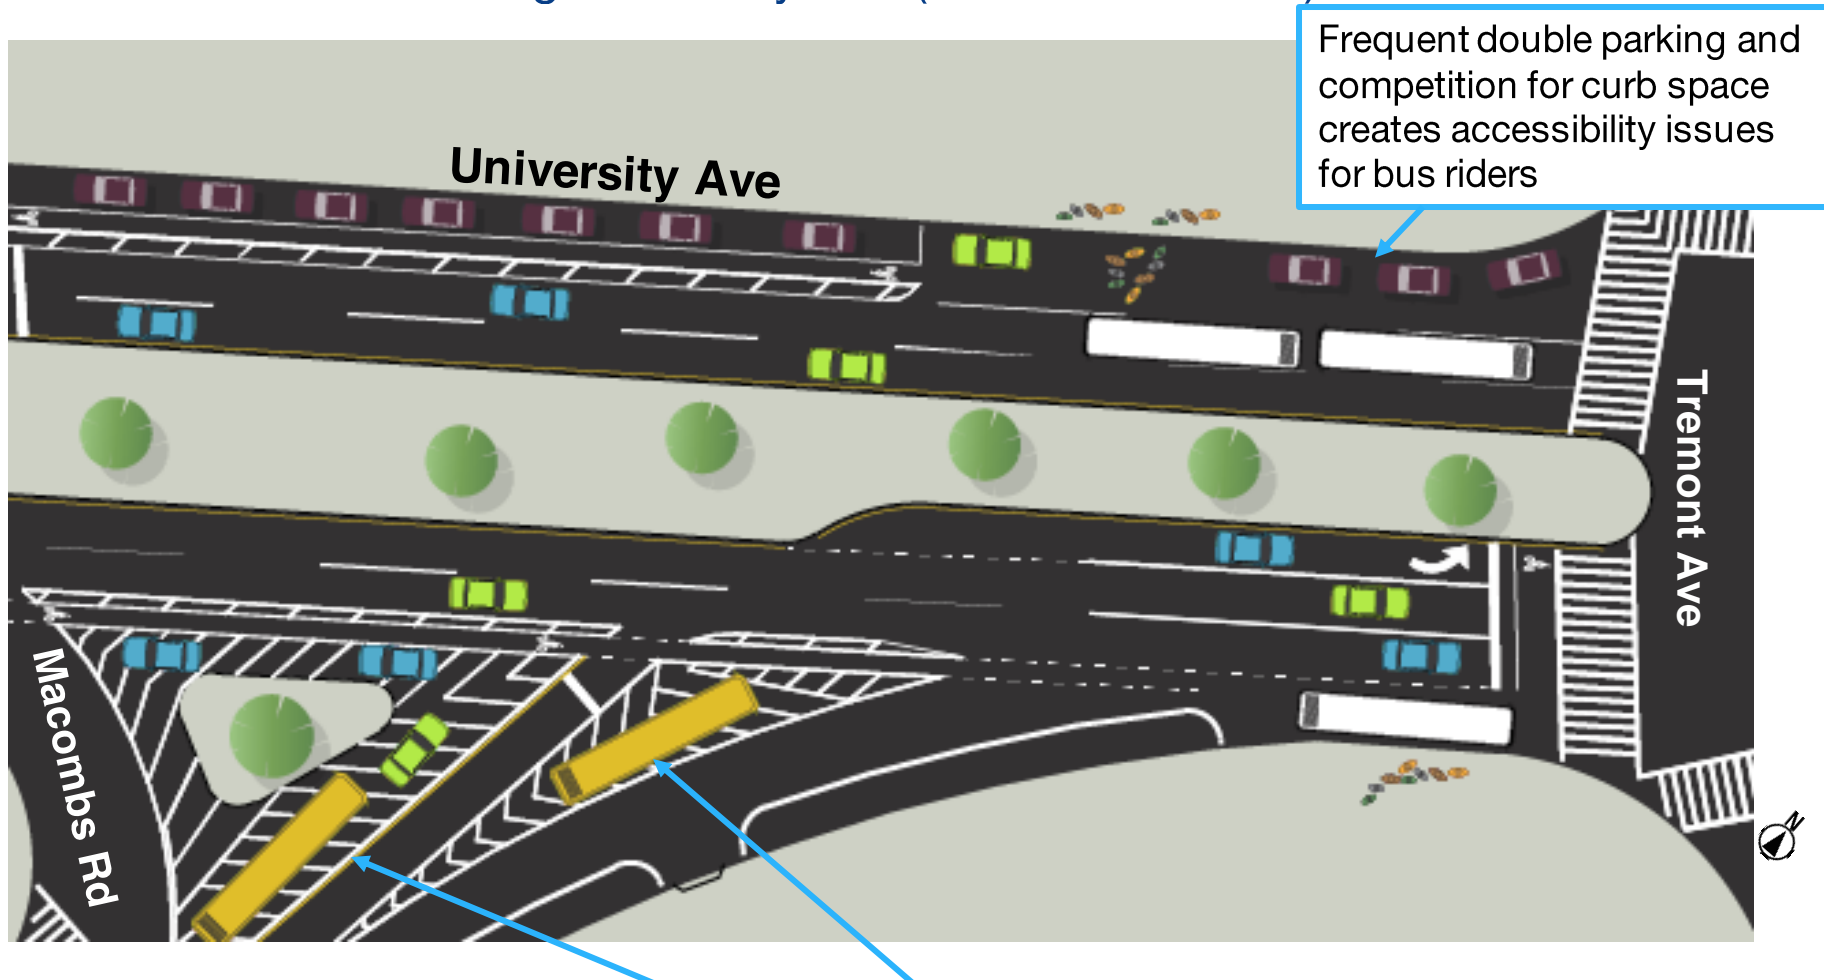 Frequent double parking and
competition for curb space
creates accessibility issues
for bus riders
University Ave
Tremont Ave
Macombs Rd
N